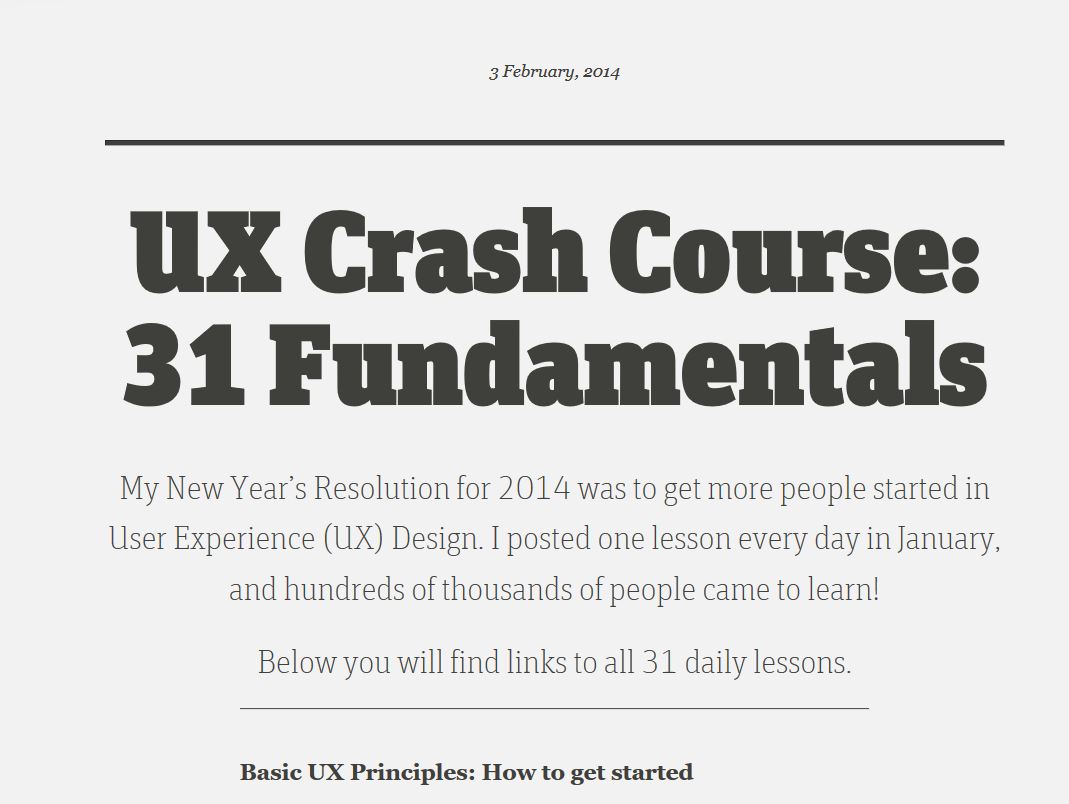 3 February, 2014
UX Crash Course:
31 Fundamentals
My New Year’s Resolution for 2014 was to get more people started in
User Experience (UX) Design. I posted one lesson every day in January,
and hundreds of thousands of people came to learn!
Below you will find links to all 31 daily lessons.
Basic UX Principles: How to get started